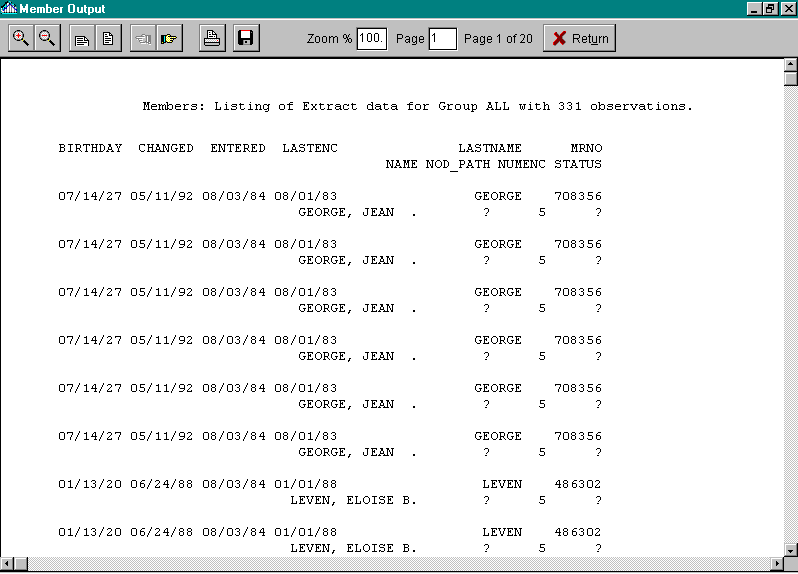 Member Output
Zoom % 100. Page 1 Page 1 of 20 Return
Members: Listing of Extract data for Group ALL with 331 observations.
BIRTHDAY CHANGED ENTERED LASTENC LASTNAME MRNO
NAME NOD_PATH NUMENC STATUS
07/14/27 05/11/92 08/03/84 08/01/83 GEORGE 708356
GEORGE, JEAN . ? 5 ?
07/14/27 05/11/92 08/03/84 08/01/83 GEORGE 708356
GEORGE, JEAN . ? 5 ?
07/14/27 05/11/92 08/03/84 08/01/83 GEORGE 708356
GEORGE, JEAN . ? 5 ?
07/14/27 05/11/92 08/03/84 08/01/83 GEORGE 708356
GEORGE, JEAN . ? 5 ?
07/14/27 05/11/92 08/03/84 08/01/83 GEORGE 708356
GEORGE, JEAN . ? 5 ?
07/14/27 05/11/92 08/03/84 08/01/83 GEORGE 708356
GEORGE, JEAN . ? 5 ?
01/13/20 06/24/88 08/03/84 01/01/88 LEVEN 486302
LEVEN, ELOISE B. ? 5 ?
01/13/20 06/24/88 08/03/84 01/01/88 LEVEN 486302
LEVEN, ELOISE B. ? 5 ?